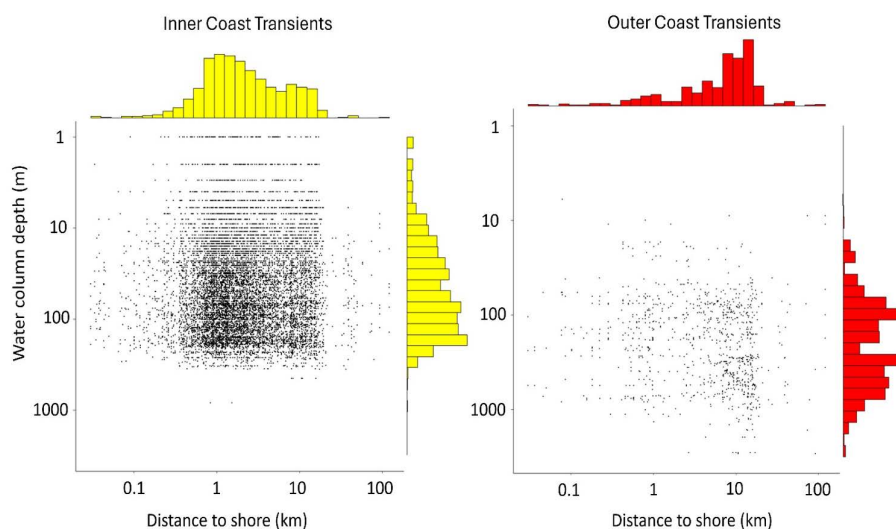 Inner Coast Transients
Outer Coast Transients
Water column depth (m)
1
10
100
1000
0.1 1 10 100
Distance to shore (km)
1
10
100
1000
0.1 1 10 100
Distance to shore (km)